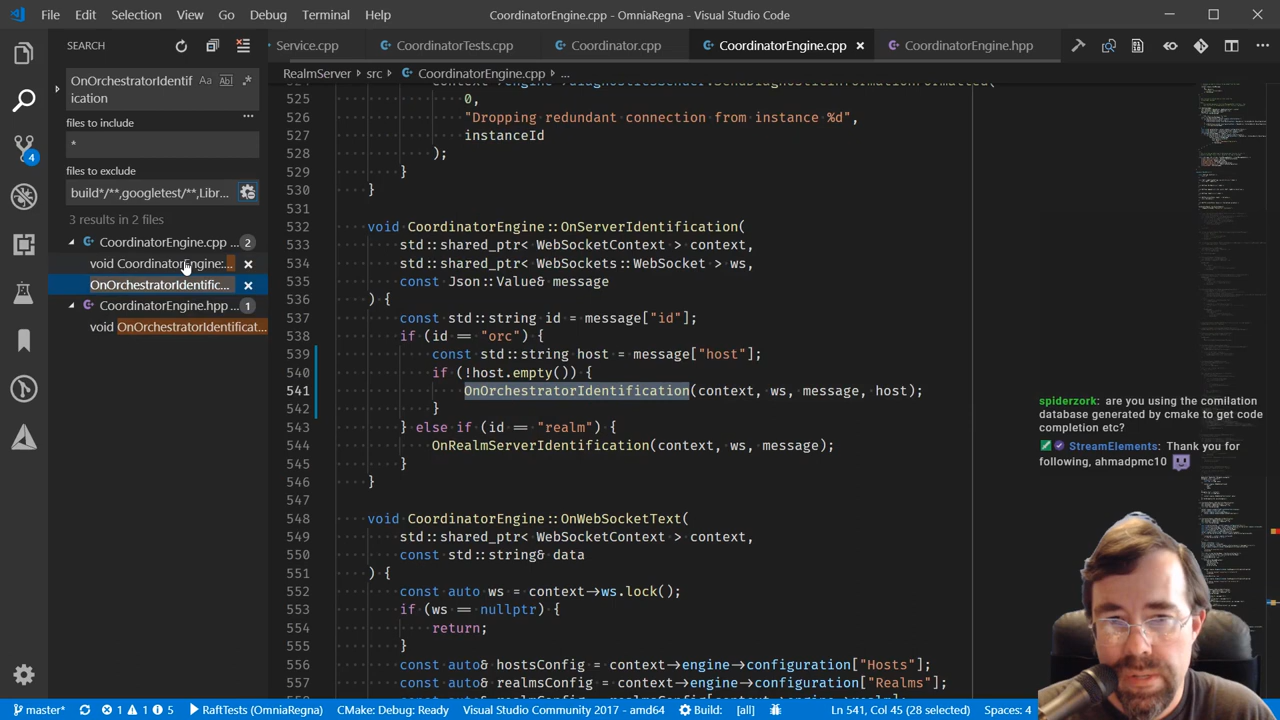 File Edit Selection View Go Debug Terminal Help CoordinatorEngine.cpp - OmniaRegna - Visual Studio Code
SEARCH
Service.cpp CoordinatorTests.cpp Coordinator.cpp CoordinatorEngine.cpp CoordinatorEngine.hpp
RealmServer > src > CoordinatorEngine.cpp > ...
OnOrchestratorIdentif
ication
Aa Ab|
files to include
*
files to exclude
build*/**,googletest/**,Libr...
3 results in 2 files
CoordinatorEngine.cpp ... 2
void CoordinatorEngine:...
OnOrchestratorIdentific...
CoordinatorEngine.hpp ... 1
void OnOrchestratorIdentificat...
4
525 0,
526 "Dropping redundant connection from instance %d",
527 instanceId
528 );
529 }
530 }
531
532 void CoordinatorEngine::OnServerIdentification(
533 std::shared_ptr< WebSocketContext > context,
534 std::shared_ptr< WebSockets::WebSocket > ws,
535 const Json::Value& message
536 ) {
537 const std::string id = message["id"];
538 if (id == "orc") {
539 const std::string host = message["host"];
540 if (!host.empty()) {
541 OnOrchestratorIdentification(context, ws, message, host);
542 }
543 } else if (id == "realm") {
544 OnRealmServerIdentification(context, ws, message);
545 }
546 }
547
548 void CoordinatorEngine::OnWebSocketText(
549 std::shared_ptr< WebSocketContext > context,
550 const std::string& data
551 ) {
552 const auto ws = context->ws.lock();
553 if (ws == nullptr) {
554 return;
555 }
556 const auto& hostsConfig = context->engine->configuration["Hosts"];
557 const auto& realmsConfig = context->engine->configuration["Realms"];
spiderzork: are you using the comilation
database generated by cmake to get code
completion etc?
StreamElements: Thank you for
following, ahmadpmc10
master* 1 1 5 RaftTests (OmniaRegna) CMake: Debug: Ready Visual Studio Community 2017 - amd64 Build: [all] Ln 541, Col 45 (28 selected) Spaces: 4